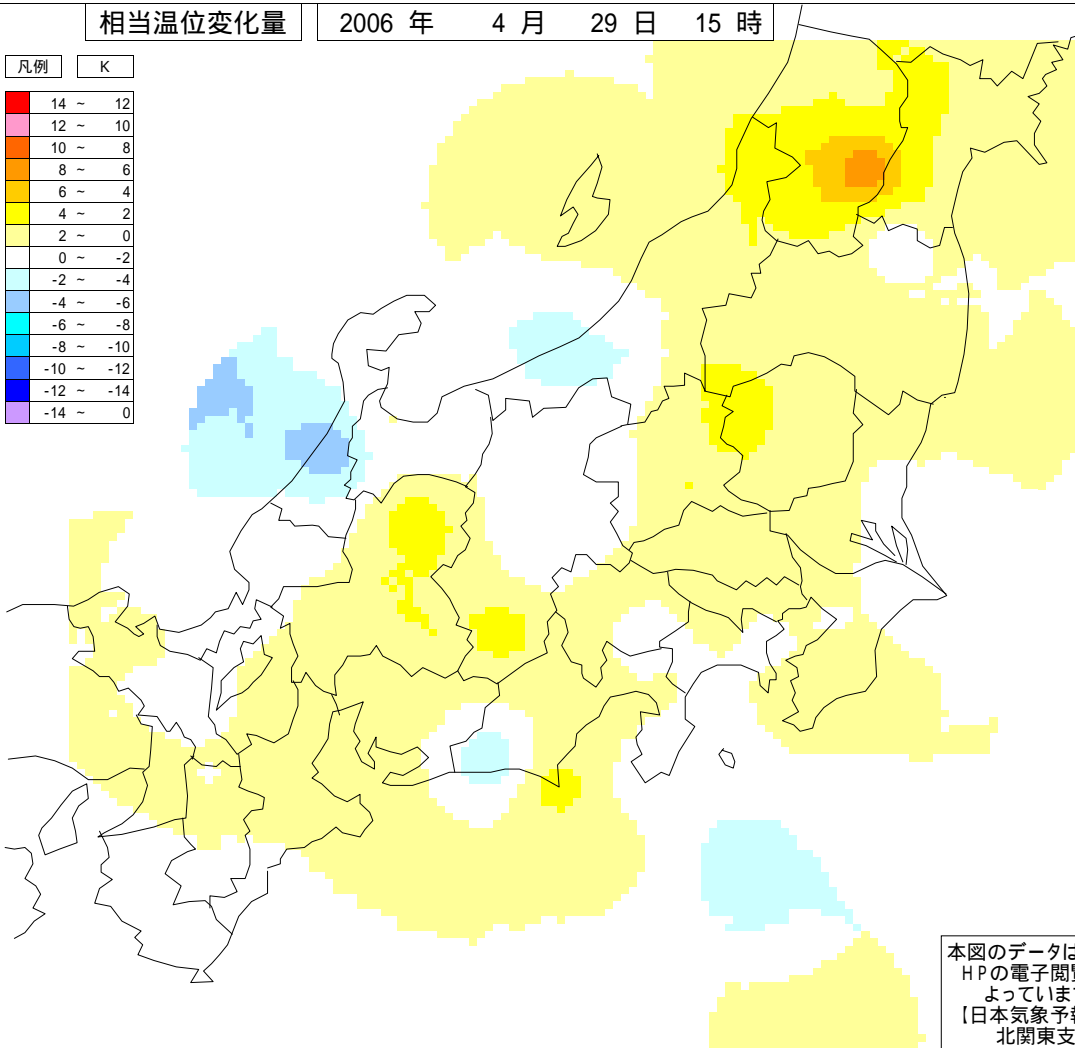 相当温位変化量 2006 年 4 月 29 日 15 時
凡例 K
14 ~ 12
12 ~ 10
10 ~ 8
8 ~ 6
6 ~ 4
4 ~ 2
2 ~ 0
0 ~ -2
-2 ~ -4
-4 ~ -6
-6 ~ -8
-8 ~ -10
-10 ~ -12
-12 ~ -14
-14 ~ 0
本図のデータは
HPの電子閲覧
よっています
【日本気象予報
北関東支